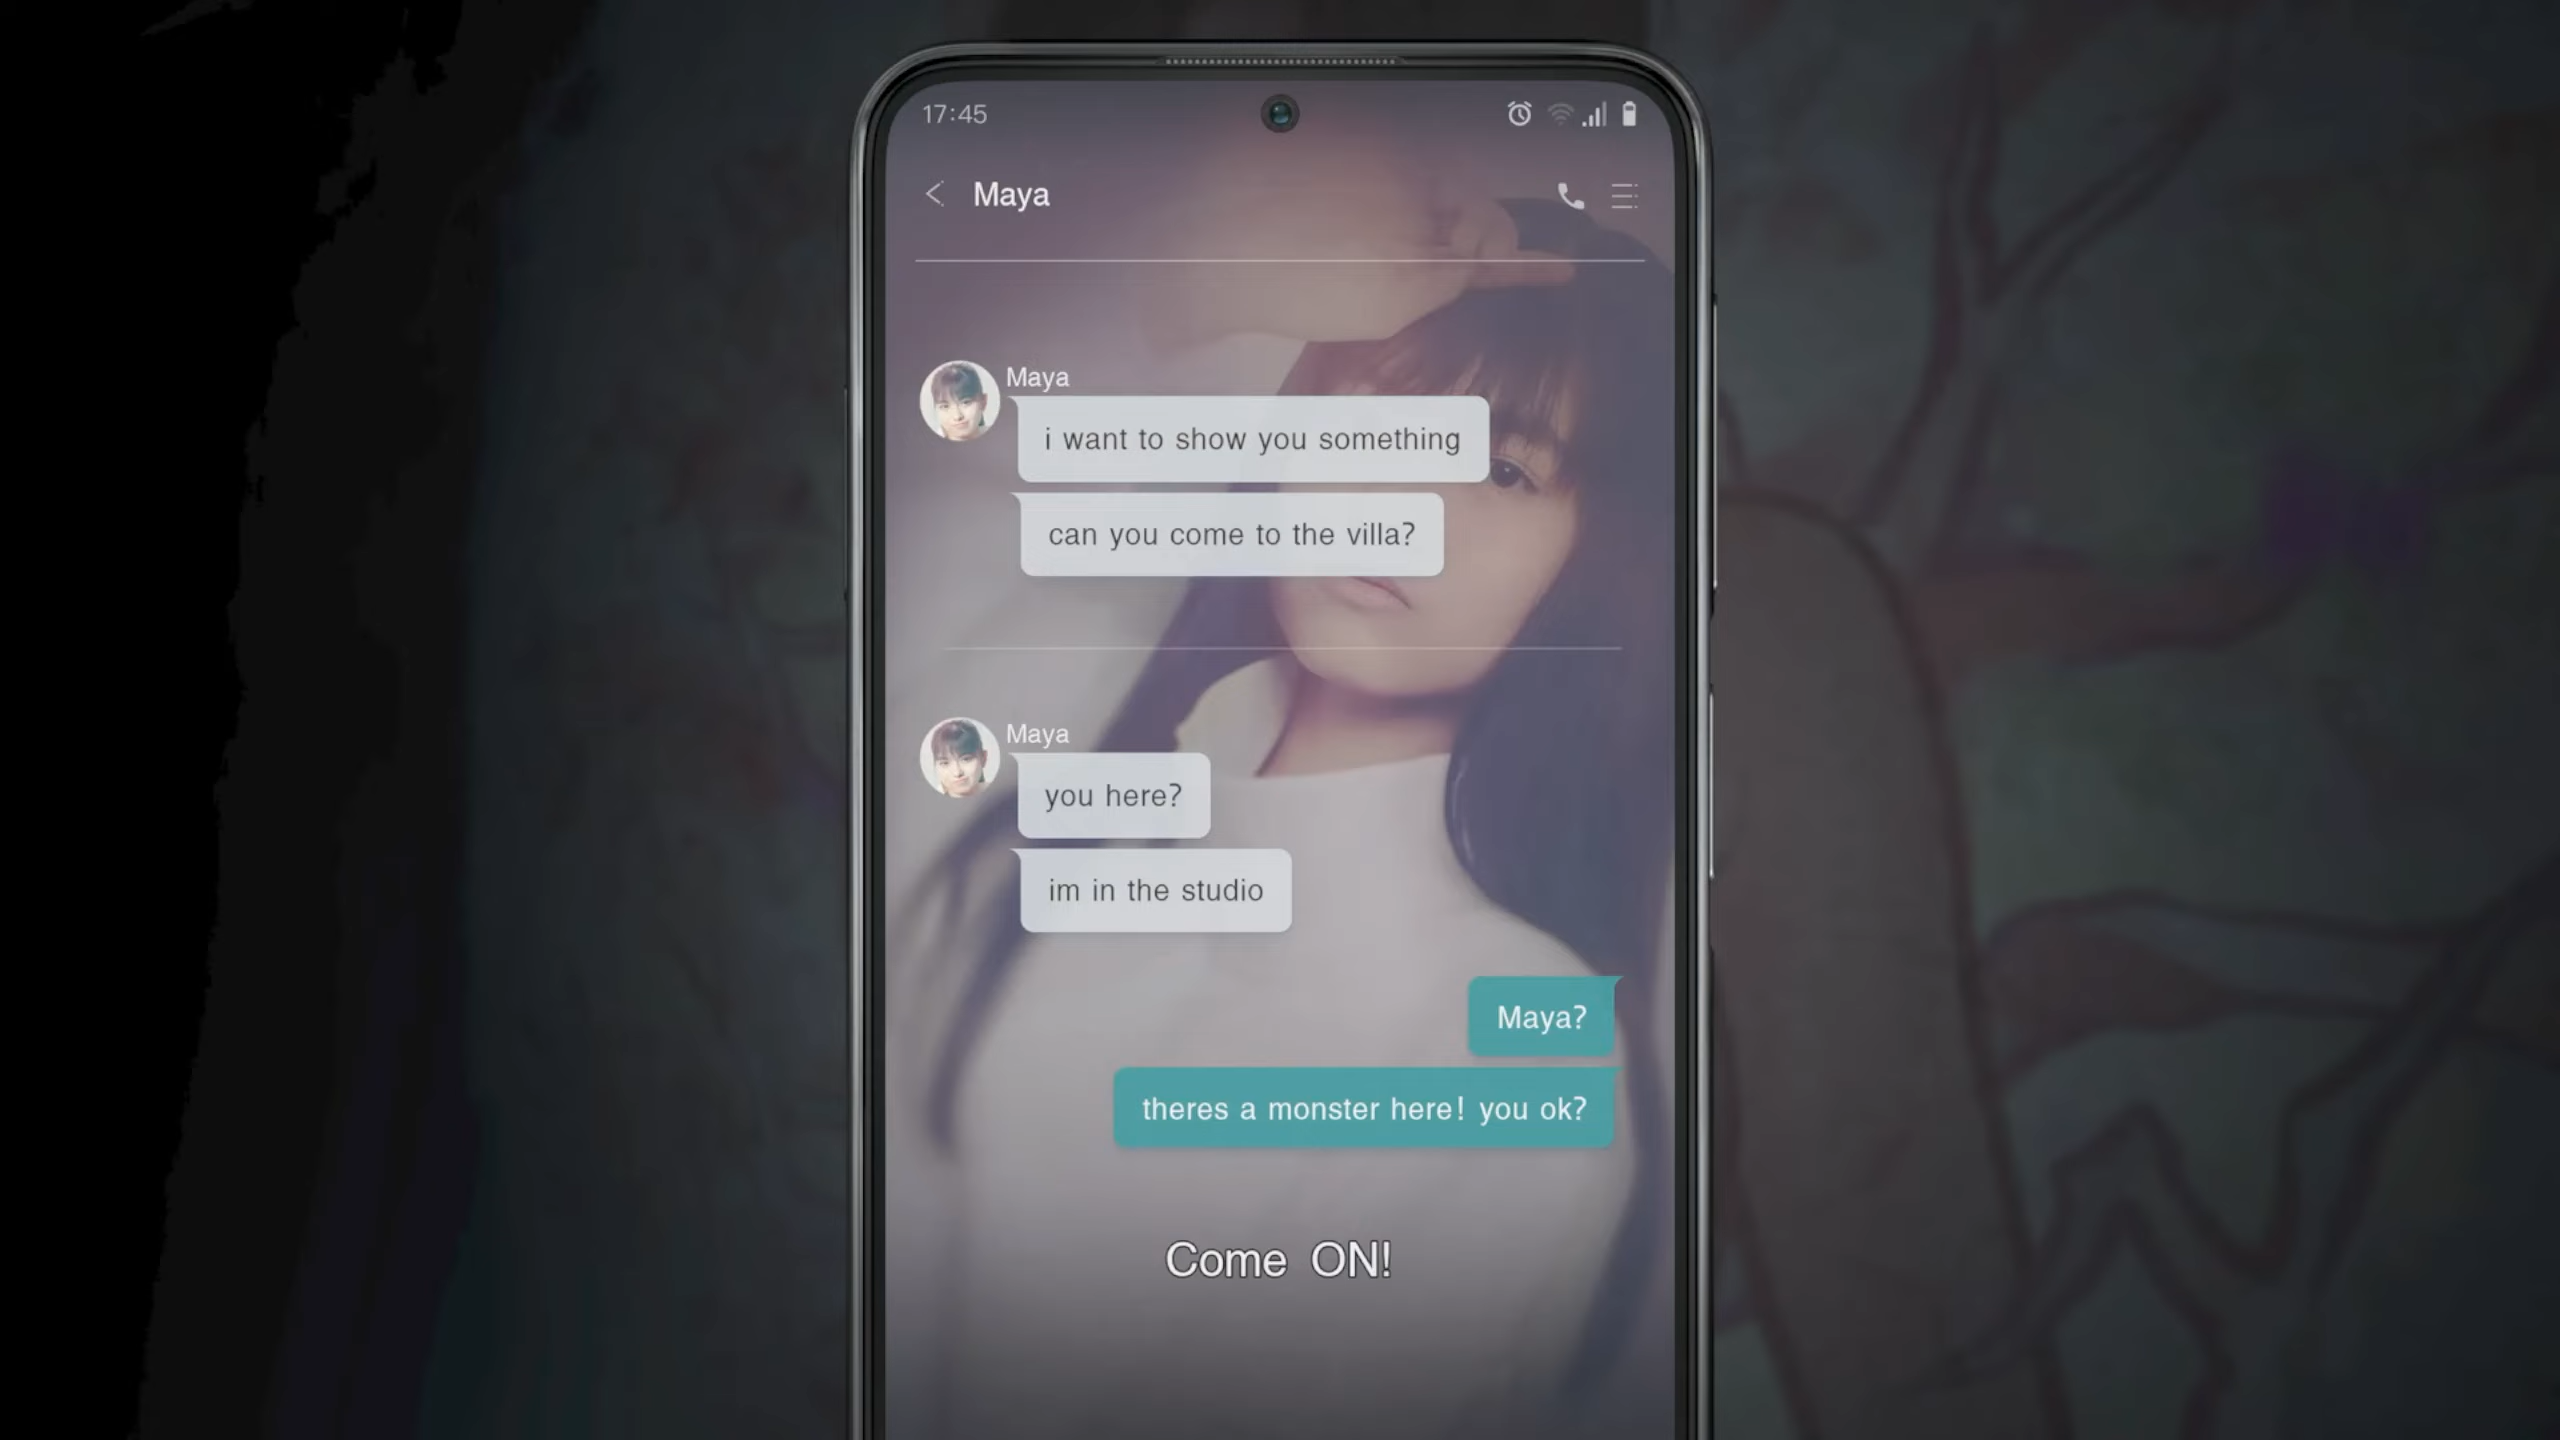 17:45
Maya
Maya
i want to show you something
can you come to the villa?
Maya
you here?
im in the studio
Maya?
theres a monster here! you ok?
Come ON!